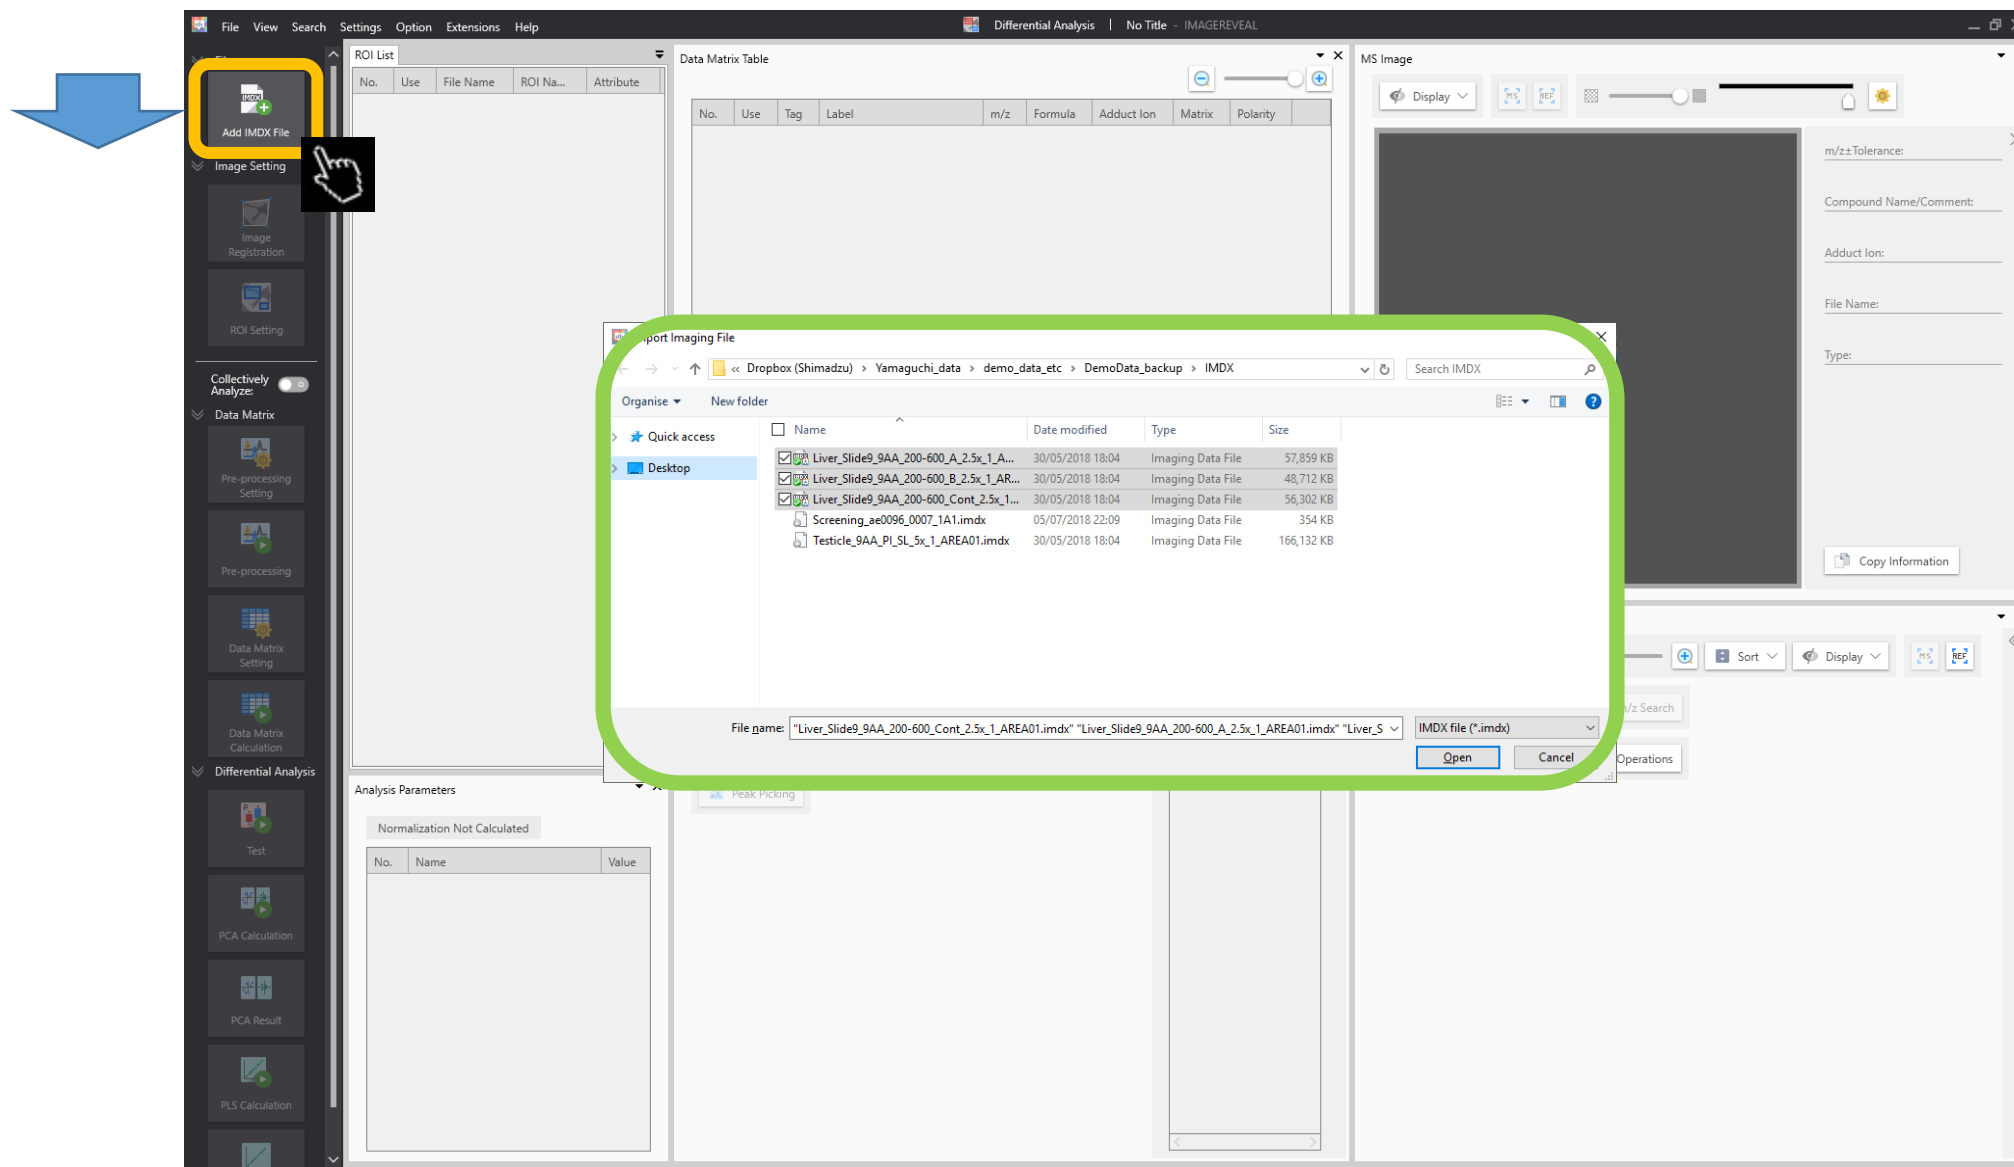 File View Search Settings Option Extensions Help
Differential Analysis | No Title - IMAGEREVEAL
IMDX
Add IMDX File
Image Setting
Image
Registration
ROI Setting
Collectively
Analyze:
Data Matrix
Pre-processing
Setting
Pre-processing
Data Matrix
Setting
Data Matrix
Calculation
Differential Analysis
Test
PCA Calculation
PCA Result
PLS Calculation
ROI List
No. Use File Name ROI Na... Attribute
Data Matrix Table
No. Use Tag Label m/z Formula Adduct Ion Matrix Polarity
MS Image
Display MS REF
m/z±Tolerance:
Compound Name/Comment:
Adduct Ion:
File Name:
Type:
Copy Information
Imaging File
« Dropbox (Shimadzu) › Yamaguchi_data › demo_data_etc › DemoData_backup › IMDX
Search IMDX
Organise New folder
Quick access
Desktop
Name Date modified Type Size
Liver_Slide9_9AA_200-600_A_2.5x_1_A... 30/05/2018 18:04 Imaging Data File 57,859 KB
Liver_Slide9_9AA_200-600_B_2.5x_1_AR... 30/05/2018 18:04 Imaging Data File 48,712 KB
Liver_Slide9_9AA_200-600_Cont_2.5x_1... 30/05/2018 18:04 Imaging Data File 56,302 KB
Screening_ae0096_0007_1A1.imdx 05/07/2018 22:09 Imaging Data File 354 KB
Testicle_9AA_PI_SL_5x_1_AREA01.imdx 30/05/2018 18:04 Imaging Data File 166,132 KB
File name: "Liver_Slide9_9AA_200-600_Cont_2.5x_1_AREA01.imdx" "Liver_Slide9_9AA_200-600_A_2.5x_1_AREA01.imdx" "Liver_S
IMDX file (*.imdx)
Open Cancel
Sort Display MS REF
/z Search
Operations
Peak Picking
Analysis Parameters
Normalization Not Calculated
No. Name Value